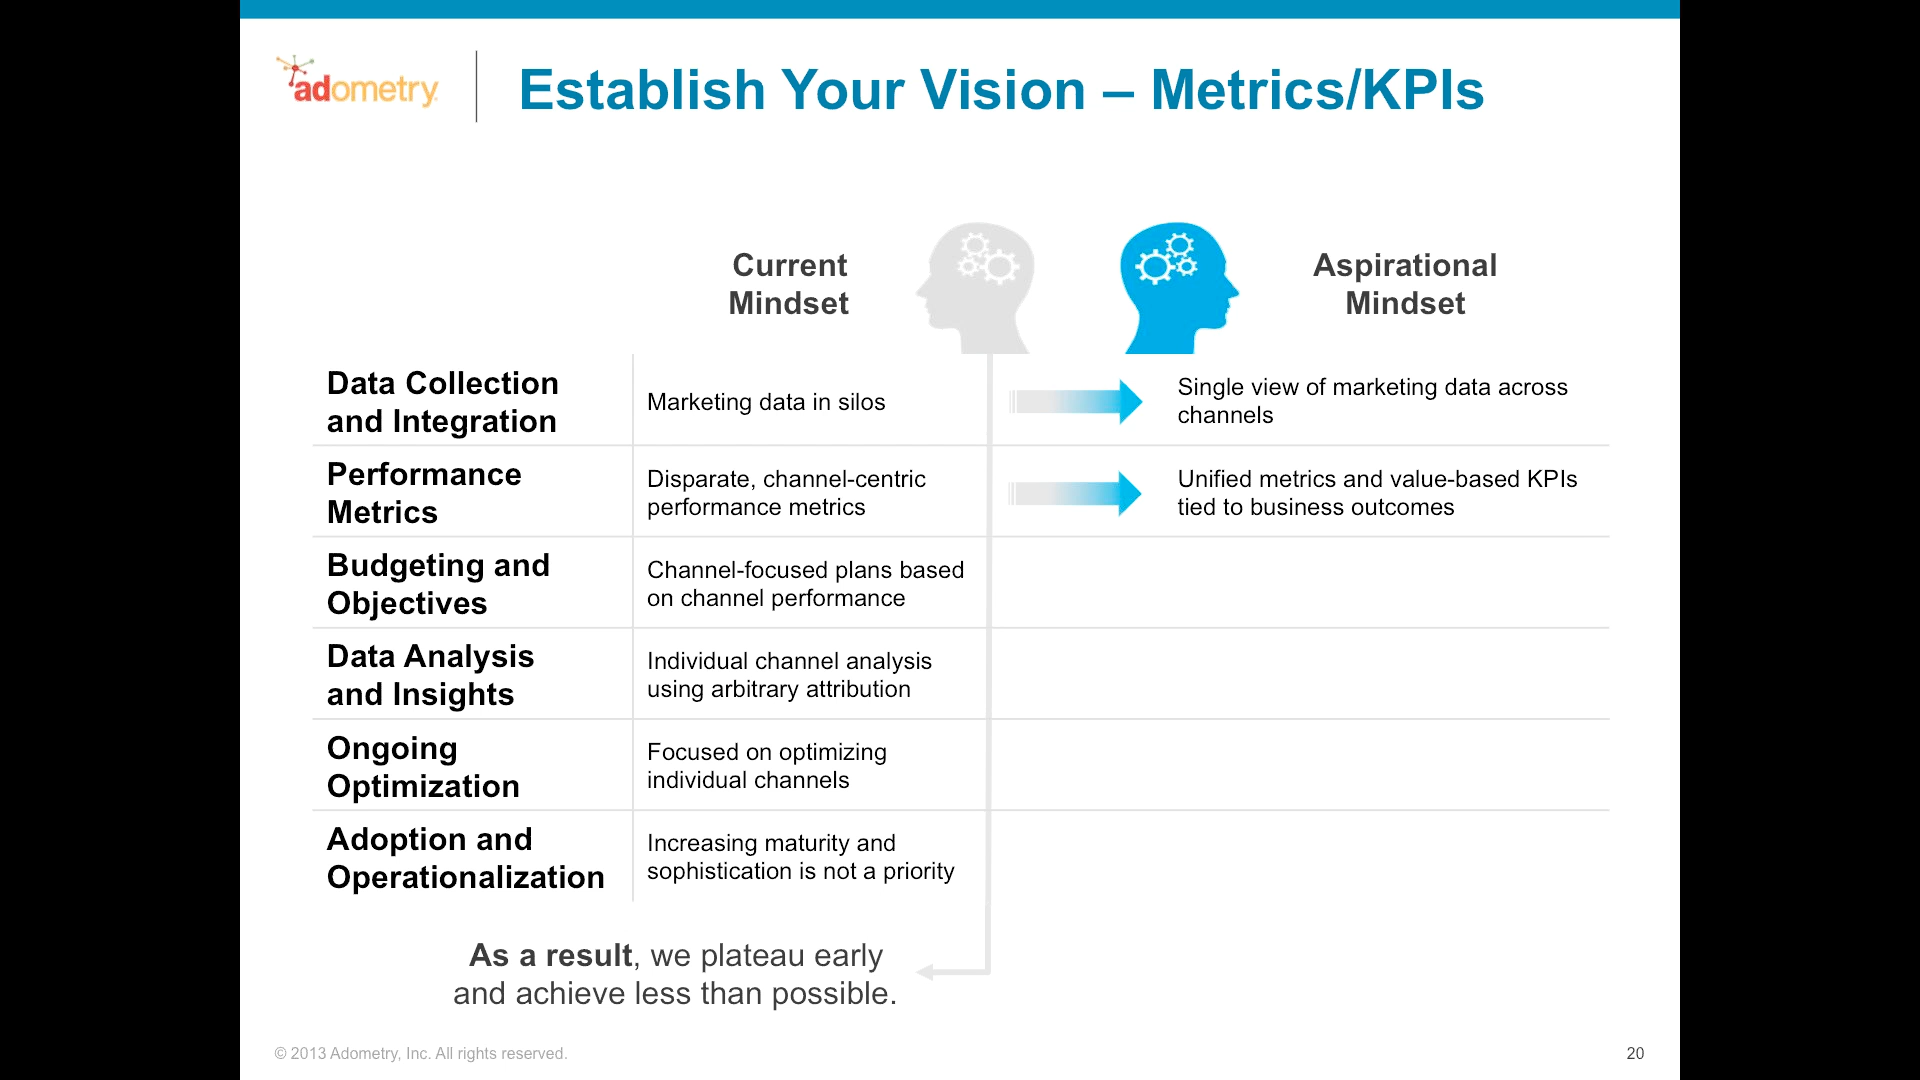 adometry
Establish Your Vision – Metrics/KPIs
Current
Mindset
Aspirational
Mindset
Data Collection
and Integration
Marketing data in silos
Single view of marketing data across
channels
Performance
Metrics
Disparate, channel-centric
performance metrics
Unified metrics and value-based KPIs
tied to business outcomes
Budgeting and
Objectives
Channel-focused plans based
on channel performance
Data Analysis
and Insights
Individual channel analysis
using arbitrary attribution
Ongoing
Optimization
Focused on optimizing
individual channels
Adoption and
Operationalization
Increasing maturity and
sophistication is not a priority
As a result, we plateau early
and achieve less than possible.
© 2013 Adometry, Inc. All rights reserved.
20